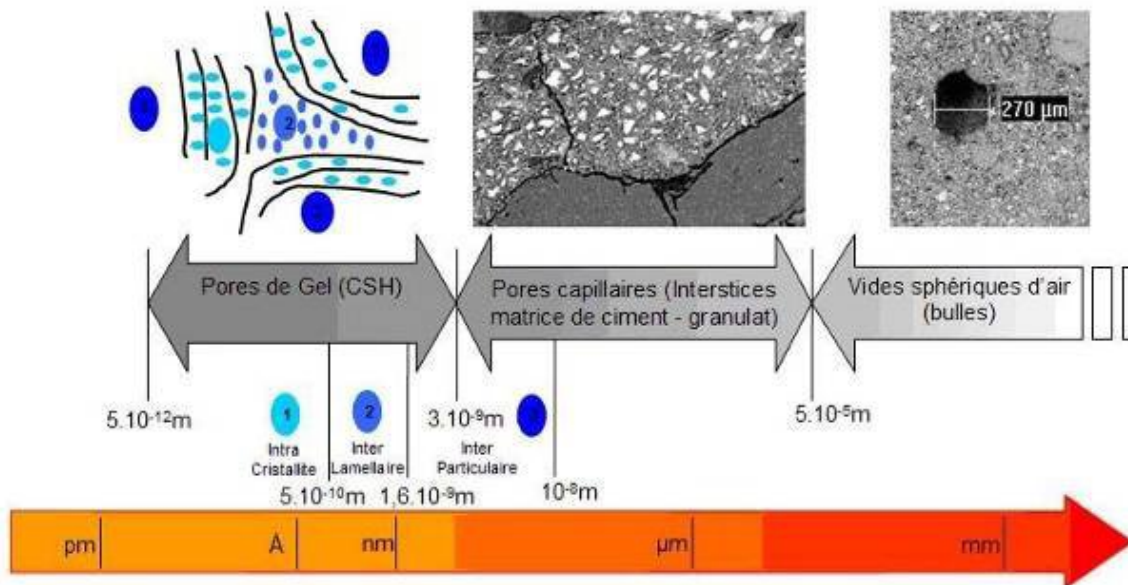 2
270 µm
Pores de Gel (CSH)
Pores capillaires (Interstices
matrice de ciment - granulat)
Vides sphériques d'air
(bulles)
5.10-12m
1
Intra
Cristallite
5.10-10m
2
Inter
Lamellaire
1,6.10-9m
3.10-9m
Inter
Particulaire
10-8m
5.10-5m
pm
Å
nm
µm
mm